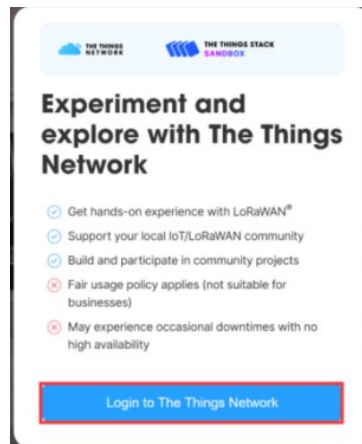 THE THINGS
NETWORK
THE THINGS STACK
SANDBOX
Experiment and
explore with The Things
Network
Get hands-on experience with LoRaWAN®
Support your local IoT/LoRaWAN community
Build and participate in community projects
Fair usage policy applies (not suitable for
businesses)
May experience occasional downtimes with no
high availability
Login to The Things Network